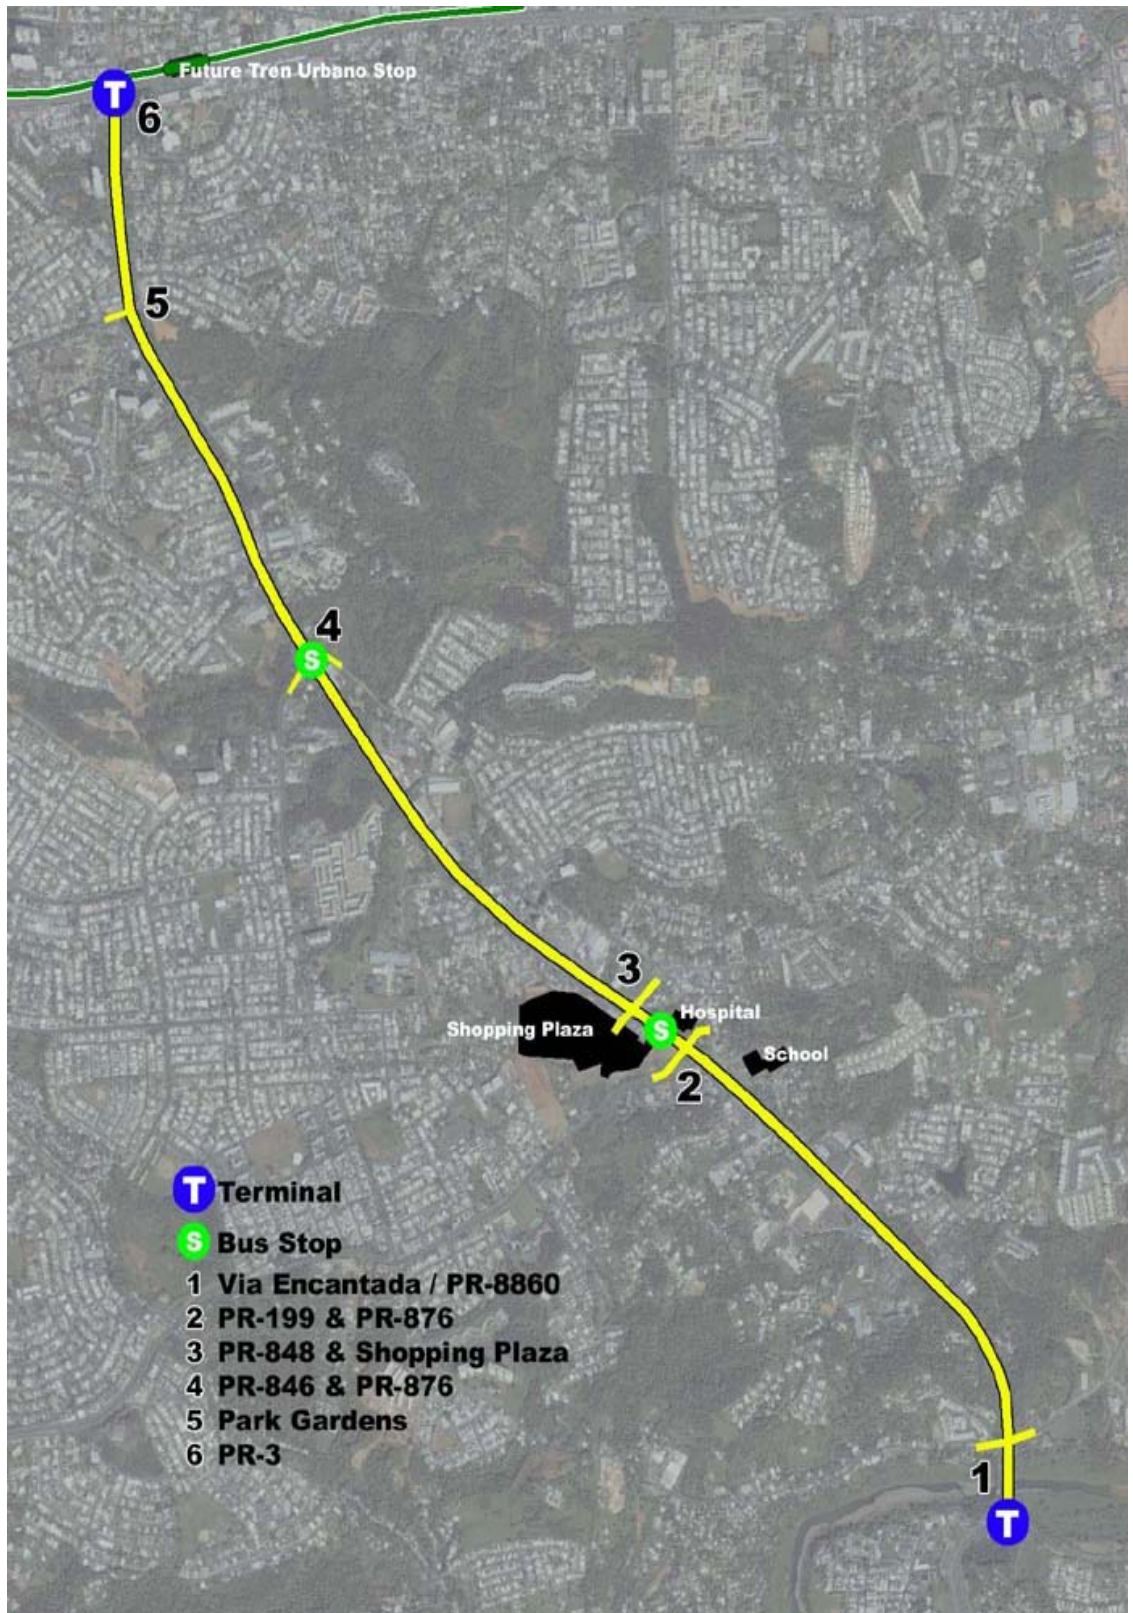 Future Tren Urbano Stop
T
6
5
4
S
3
Hospital
Shopping Plaza
S
School
2
T Terminal
S Bus Stop
1 Via Encantada / PR-8860
2 PR-199 & PR-876
3 PR-848 & Shopping Plaza
4 PR-846 & PR-876
5 Park Gardens
6 PR-3
1
T